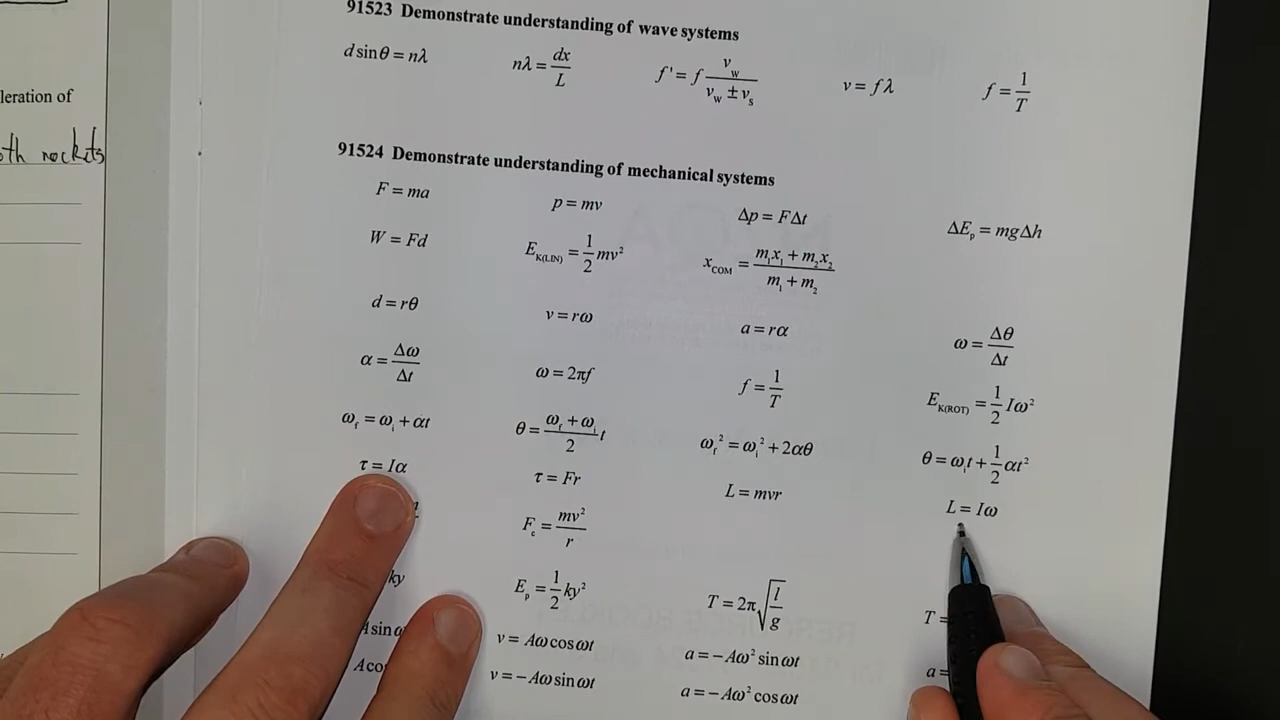 leration of
oth rockets
91523 Demonstrate understanding of wave systems
d sinθ = nλ
nλ = dx/L
f' = f v_w/(v_w ± v_s)
v = fλ
f = 1/T
91524 Demonstrate understanding of mechanical systems
F = ma
p = mv
Δp = FΔt
ΔE_p = mgΔh
W = Fd
E_K(LIN) = 1/2 mv²
x_COM = (m₁x₁ + m₂x₂)/(m₁ + m₂)
d = rθ
v = rω
a = rα
ω = Δθ/Δt
α = Δω/Δt
ω = 2πf
f = 1/T
E_K(ROT) = 1/2 Iω²
ω_f = ω_i + αt
θ = (ω_f + ω_i)/2 t
ω_f² = ω_i² + 2αθ
θ = ω_i t + 1/2 αt²
τ = Iα
τ = Fr
L = mvr
L = Iω
F_c = mv²/r
ky
E_p = 1/2 ky²
T = 2π√(l/g)
T =
A sin ω
v = Aω cos ωt
a = −Aω² sin ωt
a =
A co
v = −Aω sin ωt
a = −Aω² cos ωt